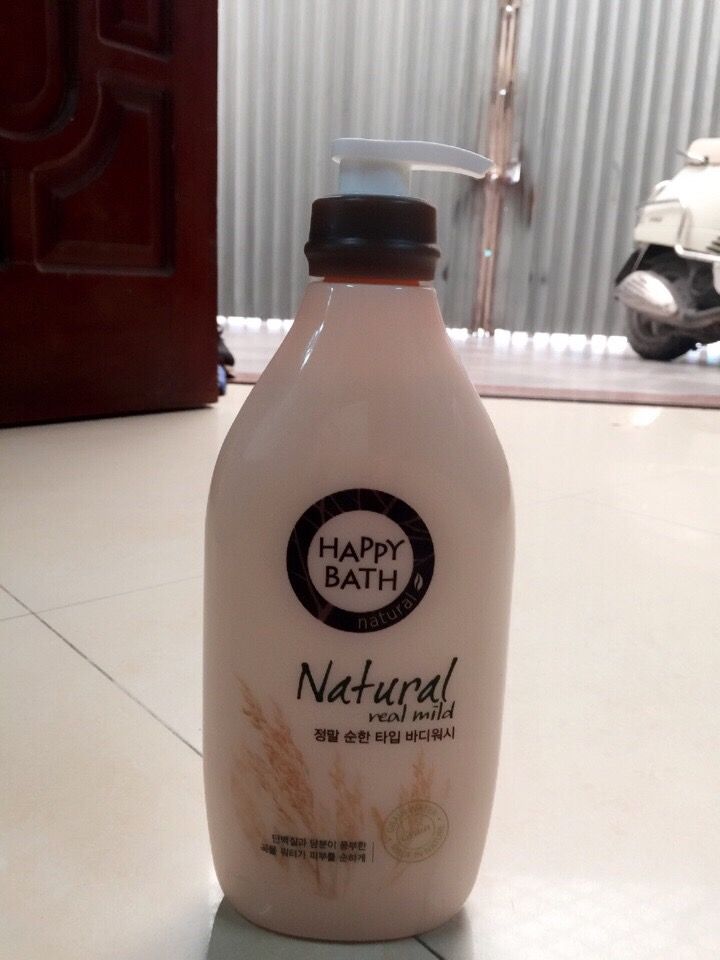 HAPPY
BATH
natural
Natural
real mild
정말 순한 타입 바디워시
단백질과 당분이 풍부한
곡물 워터가 피부를 순하게